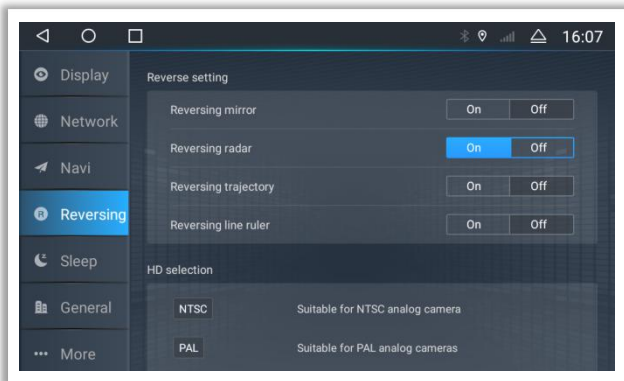 16:07
Display
Network
Navi
Reversing
Sleep
General
More
Reverse setting
Reversing mirror On Off
Reversing radar On Off
Reversing trajectory On Off
Reversing line ruler On Off
HD selection
NTSC Suitable for NTSC analog camera
PAL Suitable for PAL analog cameras